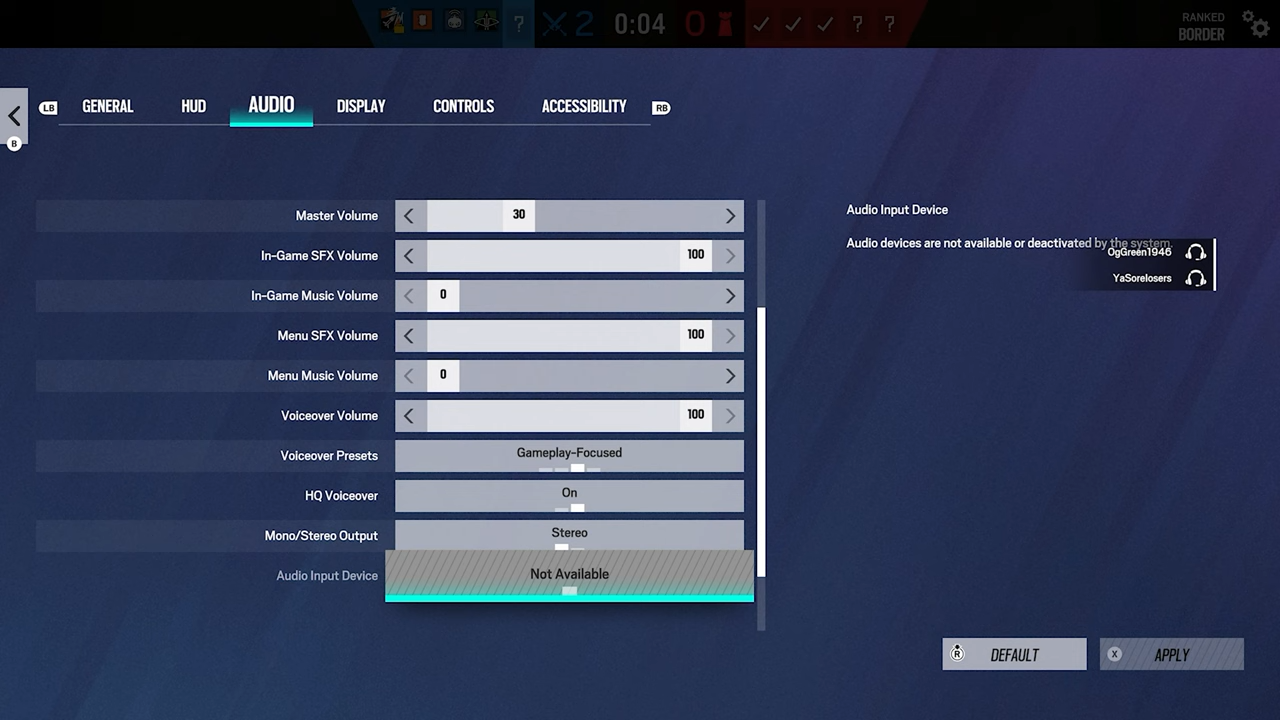 ? 2 0:04 0 ? ?
RANKED
BORDER
LB GENERAL HUD AUDIO DISPLAY CONTROLS ACCESSIBILITY RB
B
Master Volume 30
In-Game SFX Volume 100
In-Game Music Volume 0
Menu SFX Volume 100
Menu Music Volume 0
Voiceover Volume 100
Voiceover Presets Gameplay-Focused
HQ Voiceover On
Mono/Stereo Output Stereo
Audio Input Device Not Available
Audio Input Device
Audio devices are not available or deactivated by the system.
OgGreen1946
YaSorelosers
R DEFAULT X APPLY